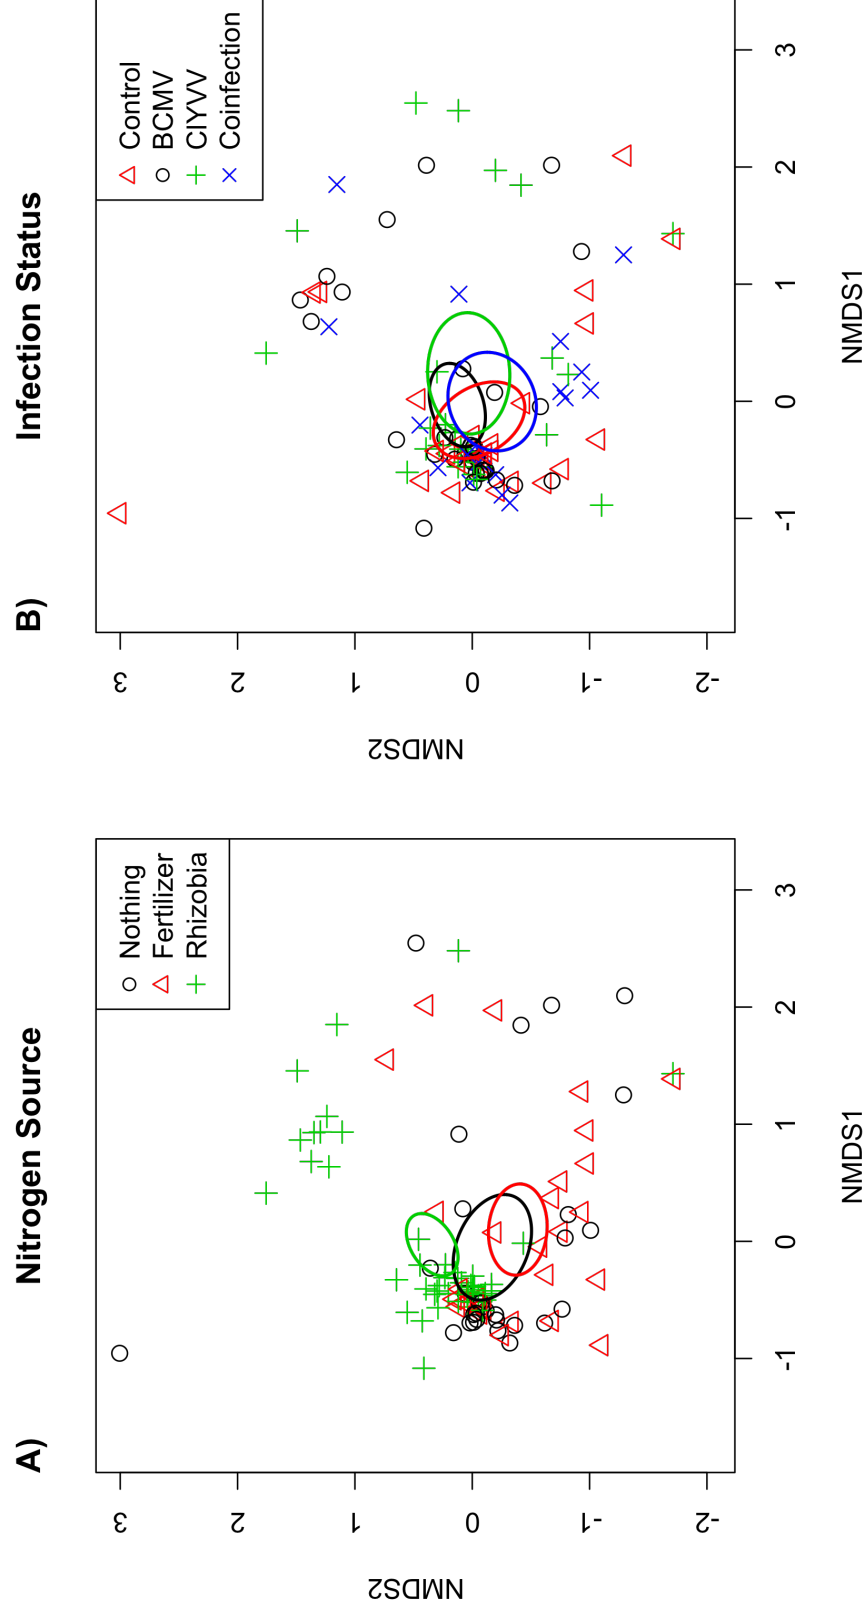 A) Nitrogen Source
Nothing
Fertilizer
Rhizobia
3
2
1
0
-1
-2
NMDS2
-1
0
1
2
3
NMDS1
B) Infection Status
Control
BCMV
ClYVV
Coinfection
3
2
1
0
-1
-2
NMDS2
-1
0
1
2
3
NMDS1